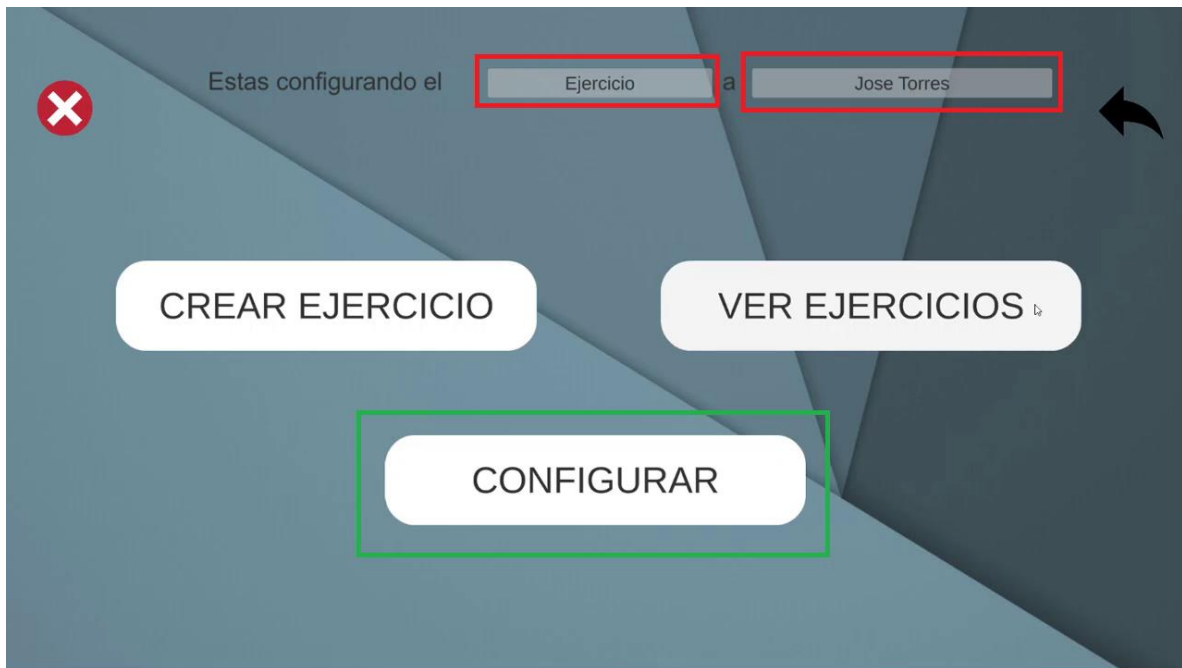 Estas configurando el Ejercicio a Jose Torres
CREAR EJERCICIO
VER EJERCICIOS
CONFIGURAR